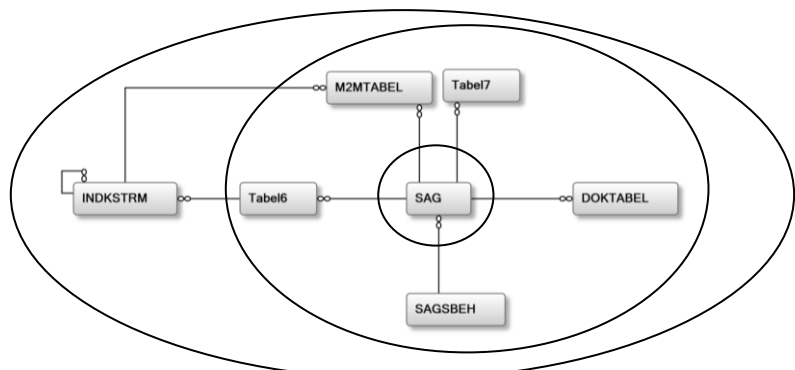 M2MTABEL
Tabel7
INDKSTRM
Tabel6
SAG
DOKTABEL
SAGSBEH